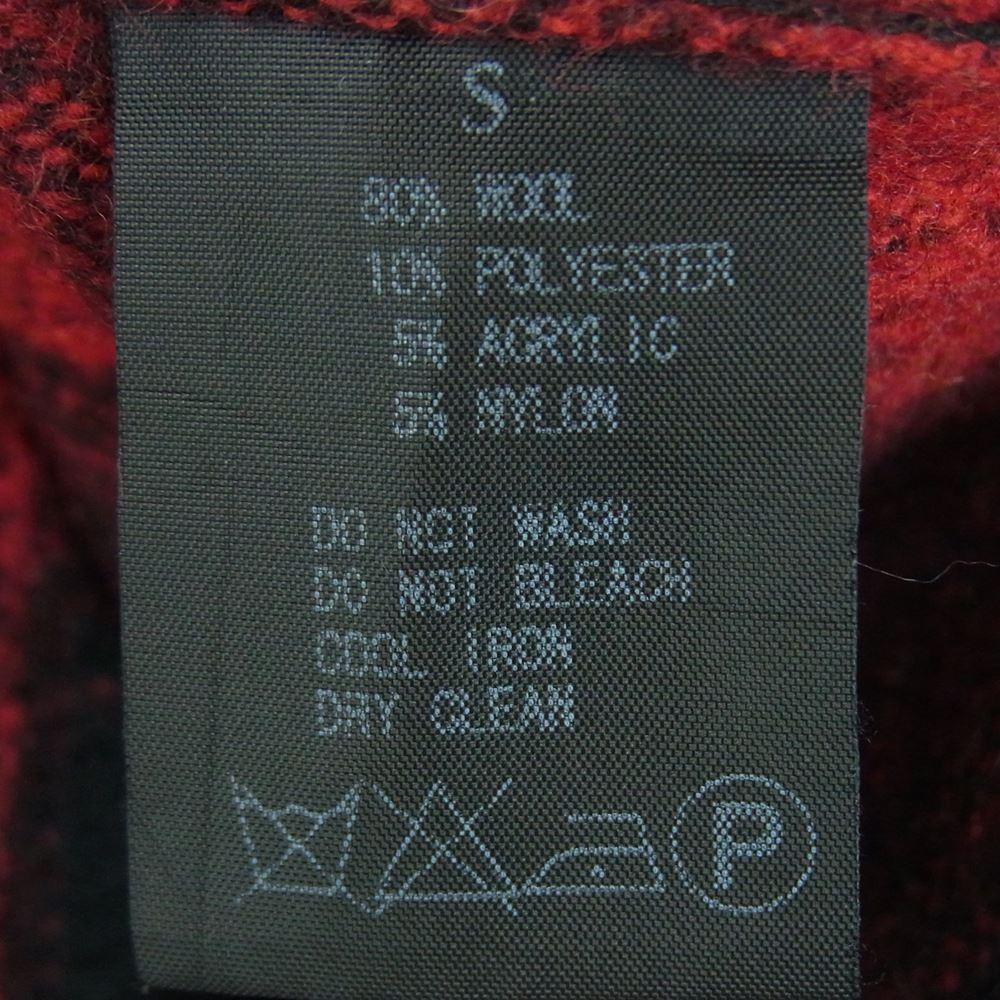 S
80% WOOL
10% POLYESTER
5% ACRYLIC
5% NYLON
DO NOT WASH
DO NOT BLEACH
COOL IRON
DRY CLEAN
P